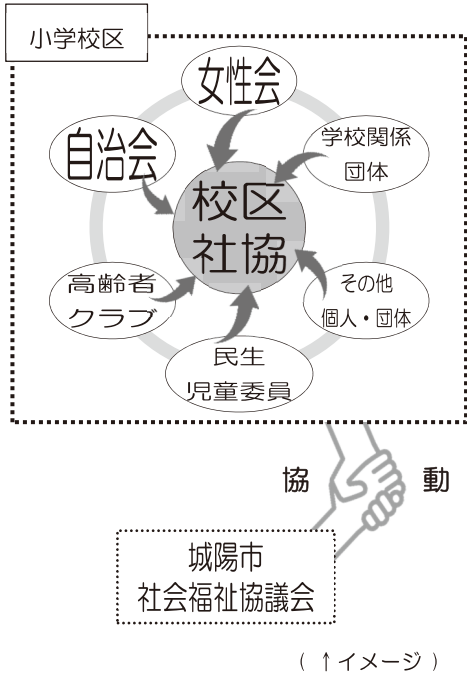 小学校区
女性会
自治会
学校関係
団体
校区
社協
高齢者
クラブ
その他
個人・団体
民生
児童委員
協 動
城陽市
社会福祉協議会
（ ↑イメージ ）